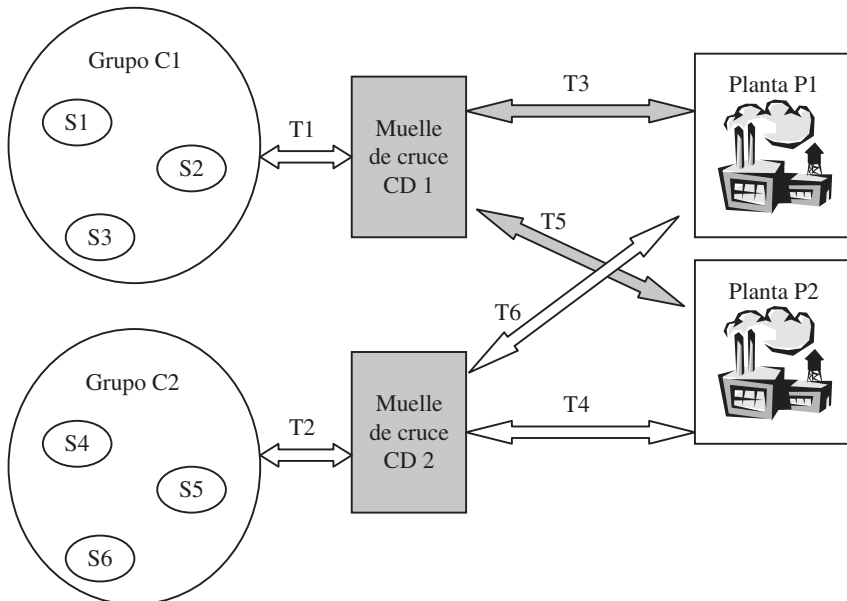 Grupo C1
S1
S2
S3
T1
Muelle
de cruce
CD 1
T3
T5
T6
Planta P1
Planta P2
Grupo C2
S4
S5
S6
T2
Muelle
de cruce
CD 2
T4